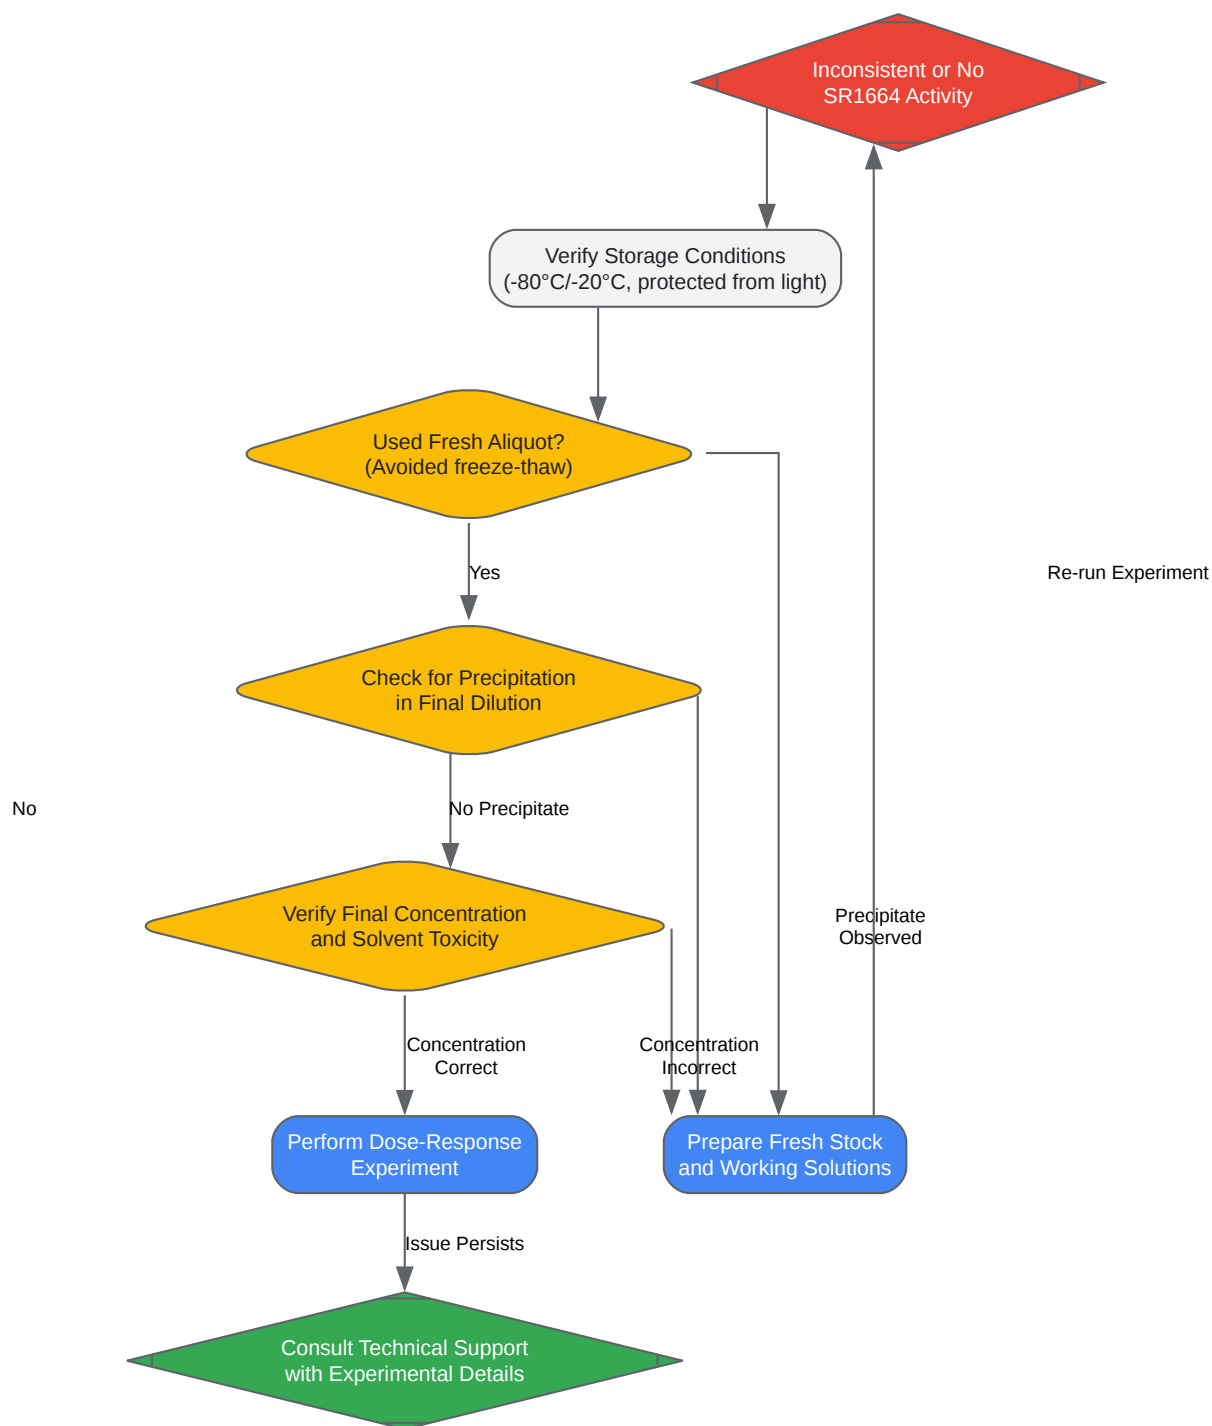 Inconsistent or No
SR1664 Activity
Verify Storage Conditions
(-80°C/-20°C, protected from light)
Used Fresh Aliquot?
(Avoided freeze-thaw)
Yes
Re-run Experiment
Check for Precipitation
in Final Dilution
No
No Precipitate
Verify Final Concentration
and Solvent Toxicity
Precipitate
Observed
Concentration
Correct
Concentration
Incorrect
Perform Dose-Response
Experiment
Prepare Fresh Stock
and Working Solutions
Issue Persists
Consult Technical Support
with Experimental Details